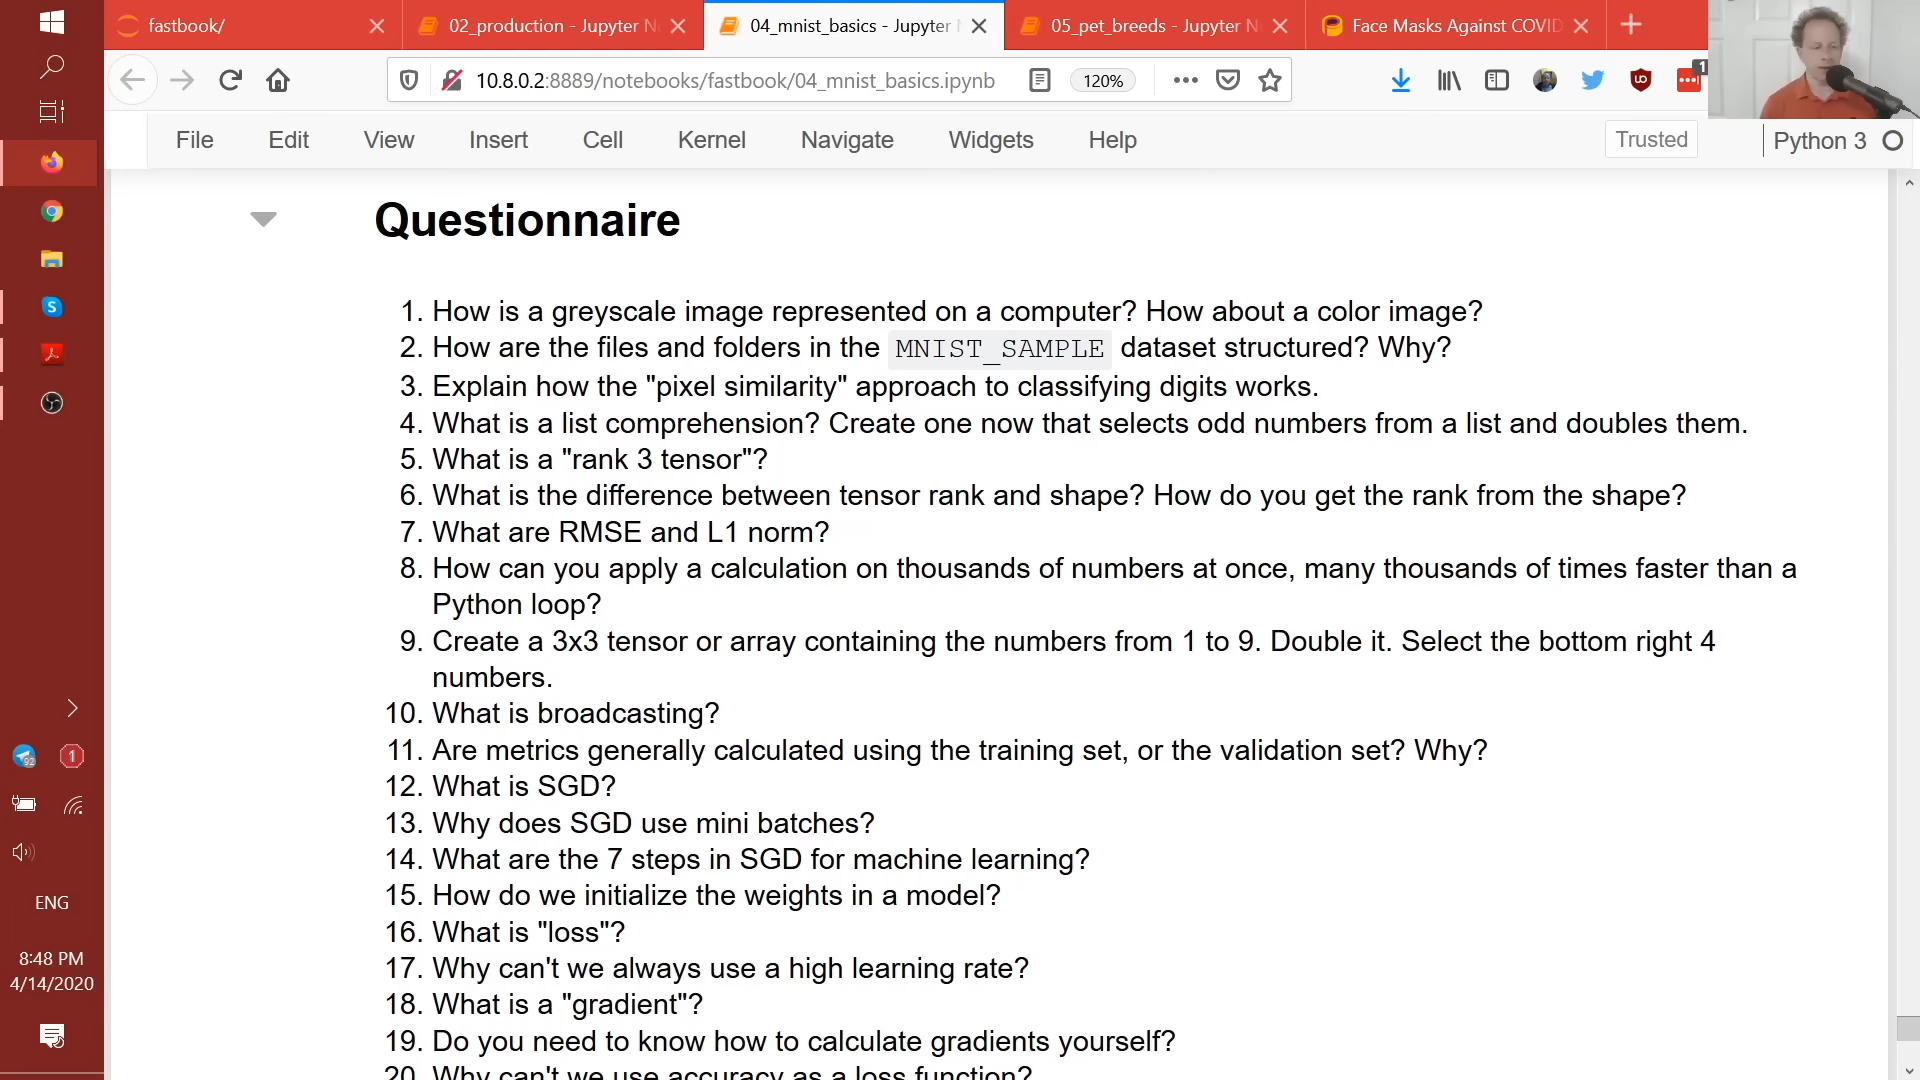 fastbook/
02_production - Jupyter N
04_mnist_basics - Jupyter
05_pet_breeds - Jupyter N
Face Masks Against COVID
10.8.0.2:8889/notebooks/fastbook/04_mnist_basics.ipynb
120%
1
File Edit View Insert Cell Kernel Navigate Widgets Help
Trusted
Python 3
Questionnaire
1. How is a greyscale image represented on a computer? How about a color image?
2. How are the files and folders in the MNIST_SAMPLE dataset structured? Why?
3. Explain how the "pixel similarity" approach to classifying digits works.
4. What is a list comprehension? Create one now that selects odd numbers from a list and doubles them.
5. What is a "rank 3 tensor"?
6. What is the difference between tensor rank and shape? How do you get the rank from the shape?
7. What are RMSE and L1 norm?
8. How can you apply a calculation on thousands of numbers at once, many thousands of times faster than a
Python loop?
9. Create a 3x3 tensor or array containing the numbers from 1 to 9. Double it. Select the bottom right 4
numbers.
10. What is broadcasting?
11. Are metrics generally calculated using the training set, or the validation set? Why?
12. What is SGD?
13. Why does SGD use mini batches?
14. What are the 7 steps in SGD for machine learning?
15. How do we initialize the weights in a model?
16. What is "loss"?
17. Why can't we always use a high learning rate?
18. What is a "gradient"?
19. Do you need to know how to calculate gradients yourself?
20. Why can't we use accuracy as a loss function?
92
1
ENG
8:48 PM
4/14/2020